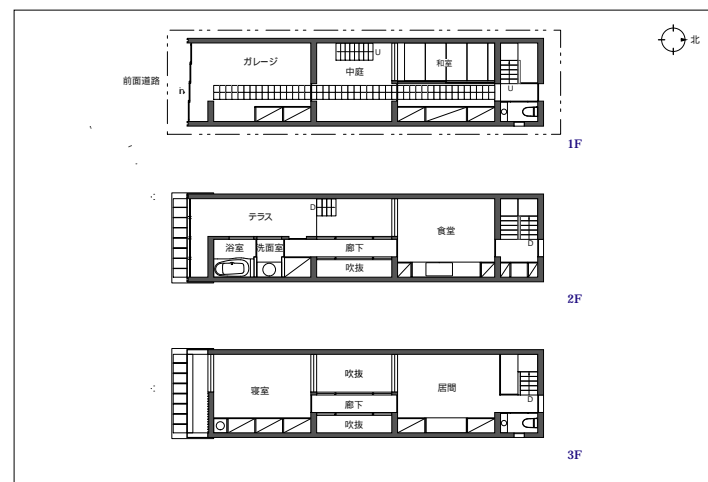 北
ガレージ
U
中庭
和室
前面道路
in
U
1F
D
テラス
食堂
D
浴室
洗面室
廊下
吹抜
2F
吹抜
寝室
居間
D
廊下
吹抜
3F